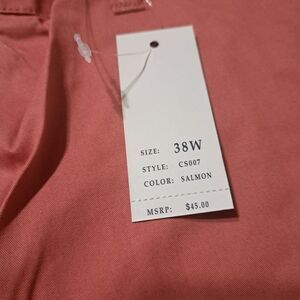 SIZE: 38W
STYLE: CS007
COLOR: SALMON
MSRP: $45.00